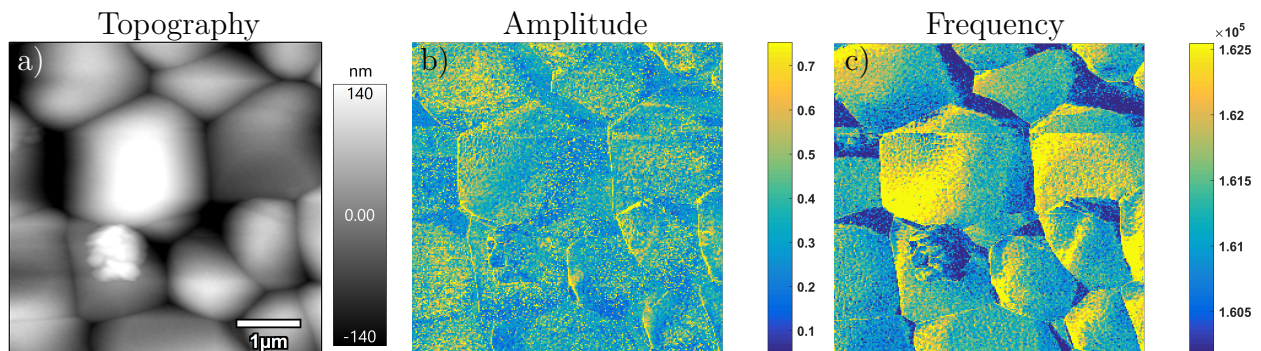 Topography
Amplitude
Frequency
a)
nm
140
0.00
-140
1µm
b)
0.7
0.6
0.5
0.4
0.3
0.2
0.1
c)
×10⁵
1.625
1.62
1.615
1.61
1.605